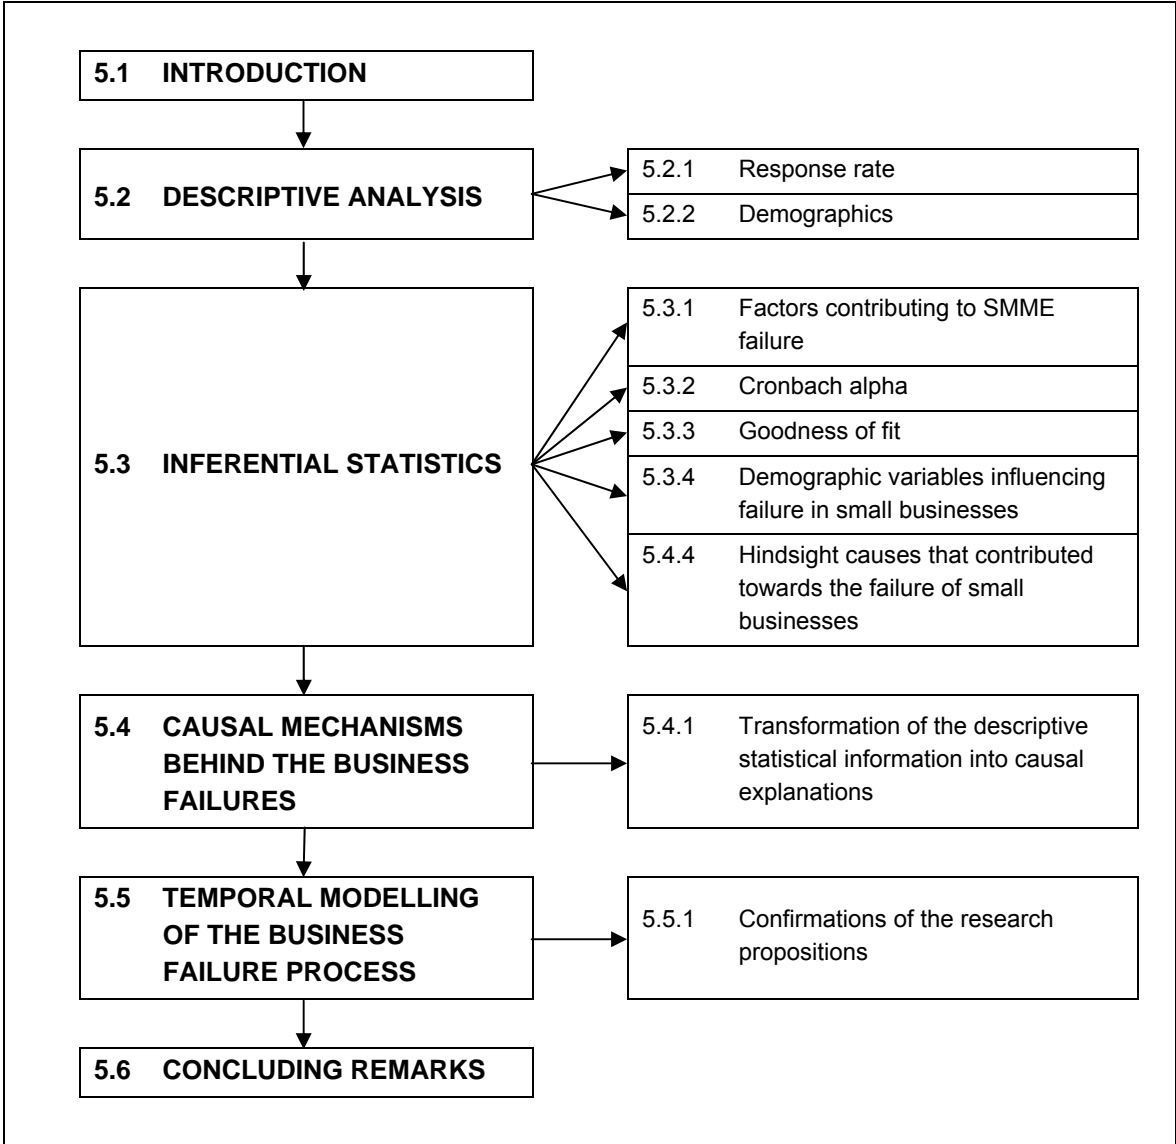 5.1 INTRODUCTION
5.2 DESCRIPTIVE ANALYSIS
5.2.1 Response rate
5.2.2 Demographics
5.3 INFERENTIAL STATISTICS
5.3.1 Factors contributing to SMME
failure
5.3.2 Cronbach alpha
5.3.3 Goodness of fit
5.3.4 Demographic variables influencing
failure in small businesses
5.4.4 Hindsight causes that contributed
towards the failure of small
businesses
5.4 CAUSAL MECHANISMS
BEHIND THE BUSINESS
FAILURES
5.4.1 Transformation of the descriptive
statistical information into causal
explanations
5.5 TEMPORAL MODELLING
OF THE BUSINESS
FAILURE PROCESS
5.5.1 Confirmations of the research
propositions
5.6 CONCLUDING REMARKS